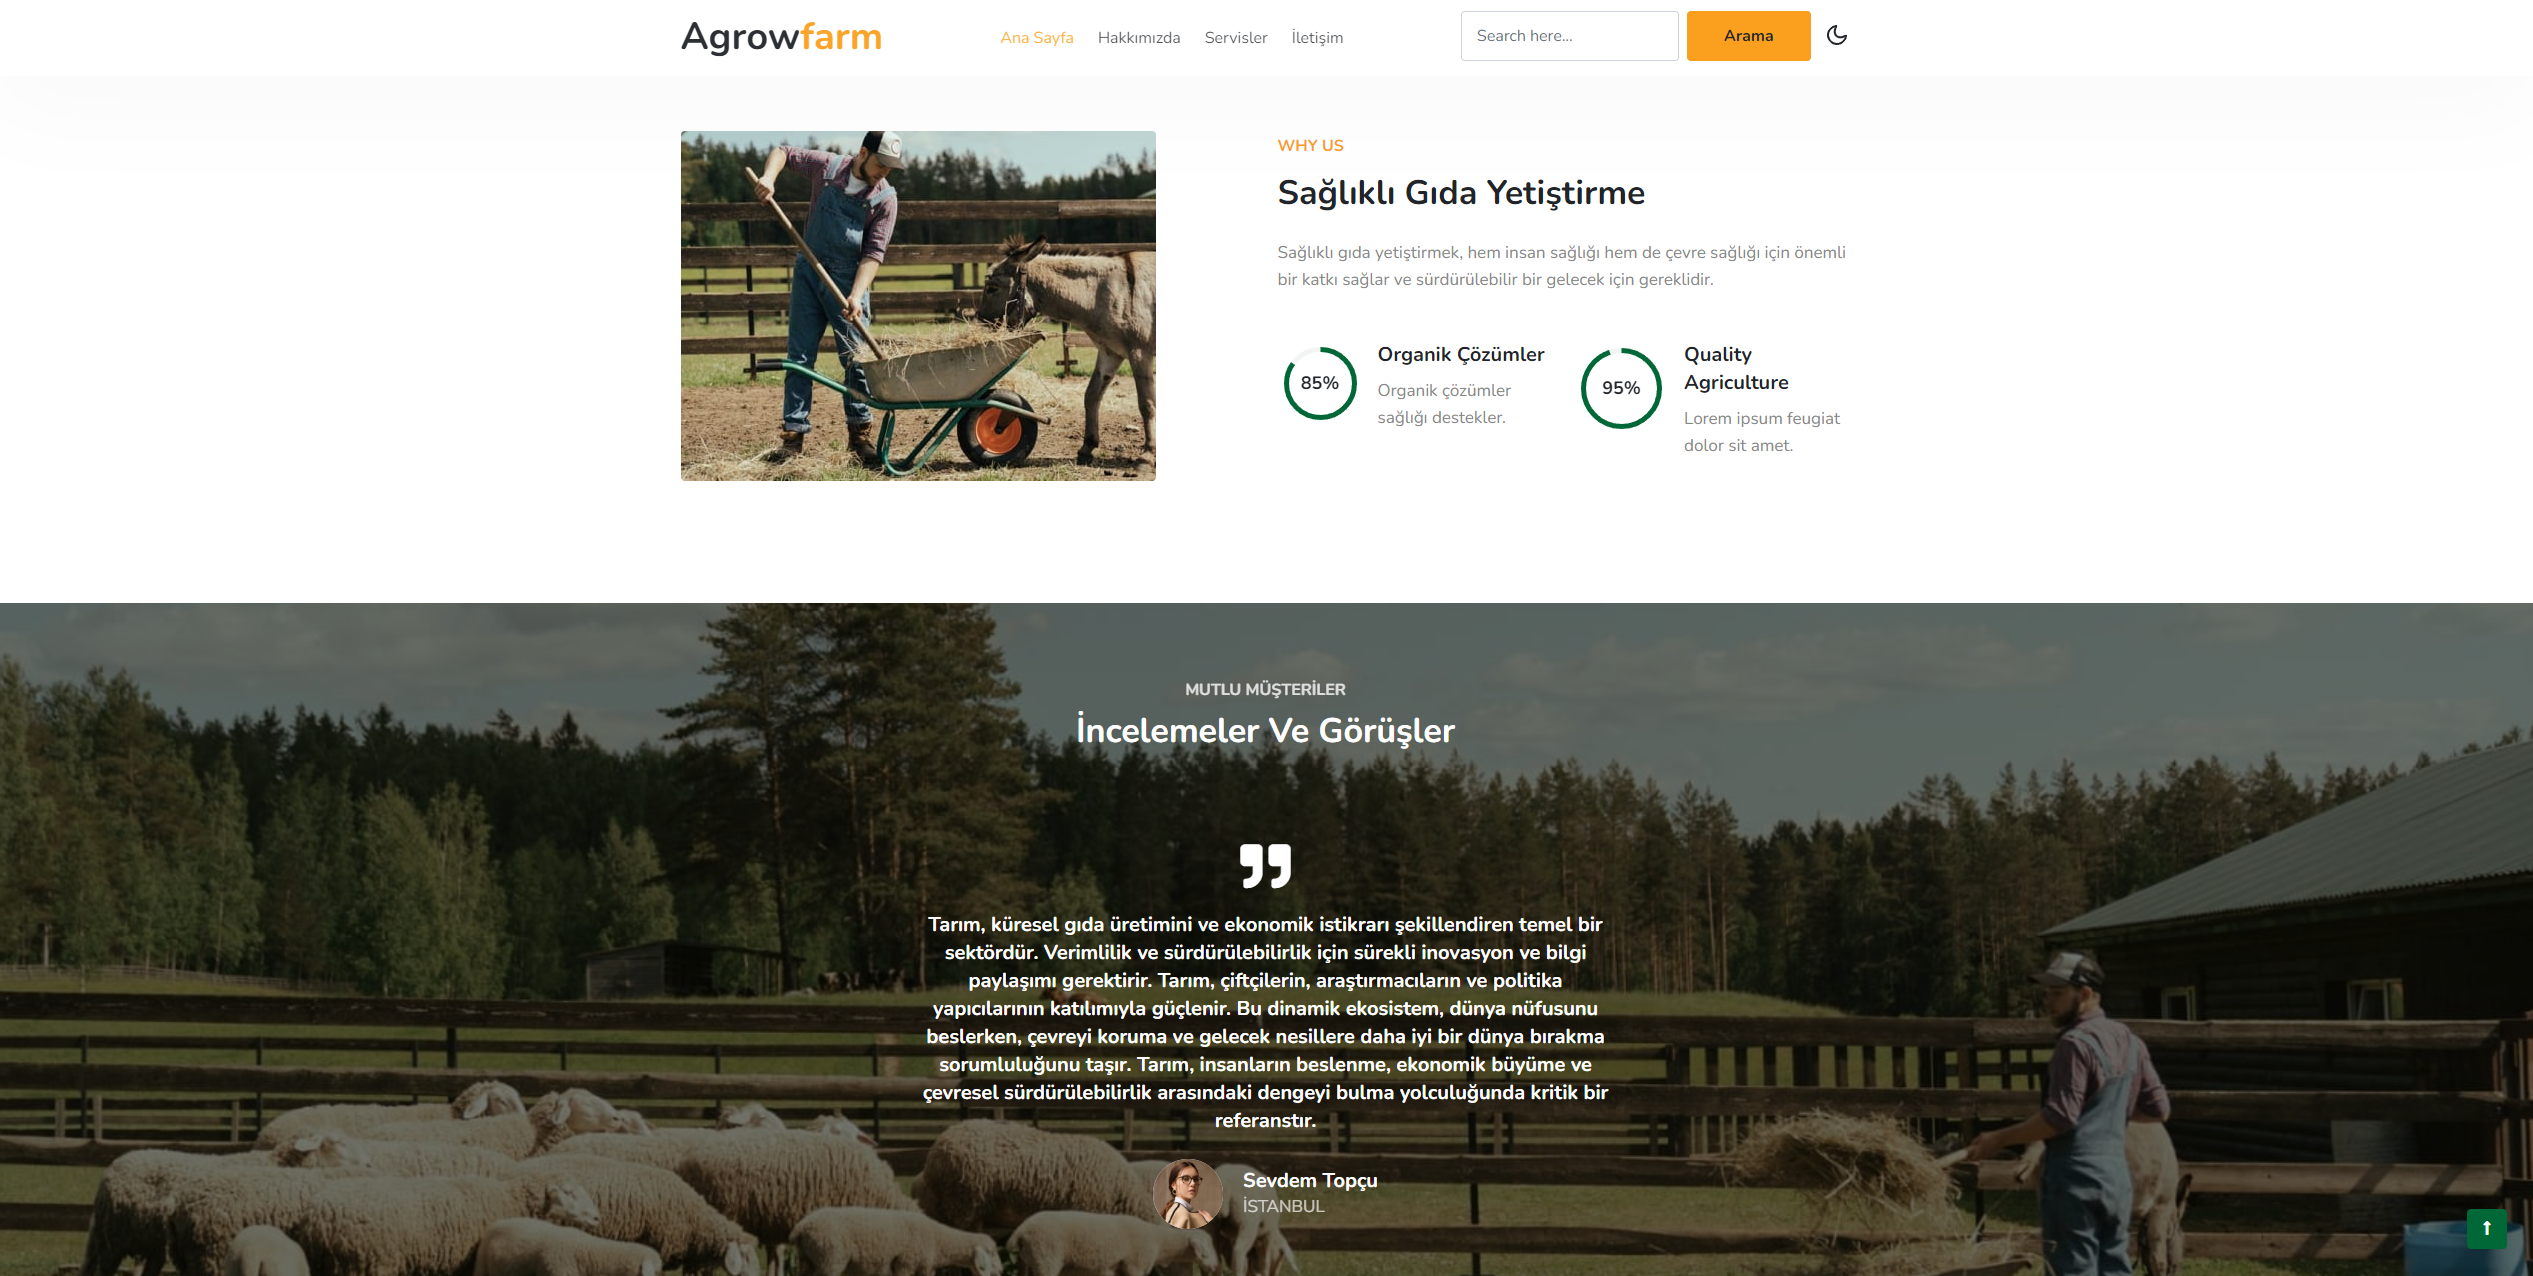 Agrowfarm
Ana Sayfa
Hakkımızda
Servisler
İletişim
Search here...
Arama
WHY US
Sağlıklı Gıda Yetiştirme
Sağlıklı gıda yetiştirmek, hem insan sağlığı hem de çevre sağlığı için önemli
bir katkı sağlar ve sürdürülebilir bir gelecek için gereklidir.
85%
Organik Çözümler
Organik çözümler
sağlığı destekler.
95%
Quality
Agriculture
Lorem ipsum feugiat
dolor sit amet.
MUTLU MÜŞTERİLER
İncelemeler Ve Görüşler
Tarım, küresel gıda üretimini ve ekonomik istikrarı şekillendiren temel bir
sektördür. Verimlilik ve sürdürülebilirlik için sürekli inovasyon ve bilgi
paylaşımı gerektirir. Tarım, çiftçilerin, araştırmacıların ve politika
yapıcılarının katılımıyla güçlenir. Bu dinamik ekosistem, dünya nüfusunu
beslerken, çevreyi koruma ve gelecek nesillere daha iyi bir dünya bırakma
sorumluluğunu taşır. Tarım, insanların beslenme, ekonomik büyüme ve
çevresel sürdürülebilirlik arasındaki dengeyi bulma yolculuğunda kritik bir
referanstır.
Sevdem Topçu
İSTANBUL